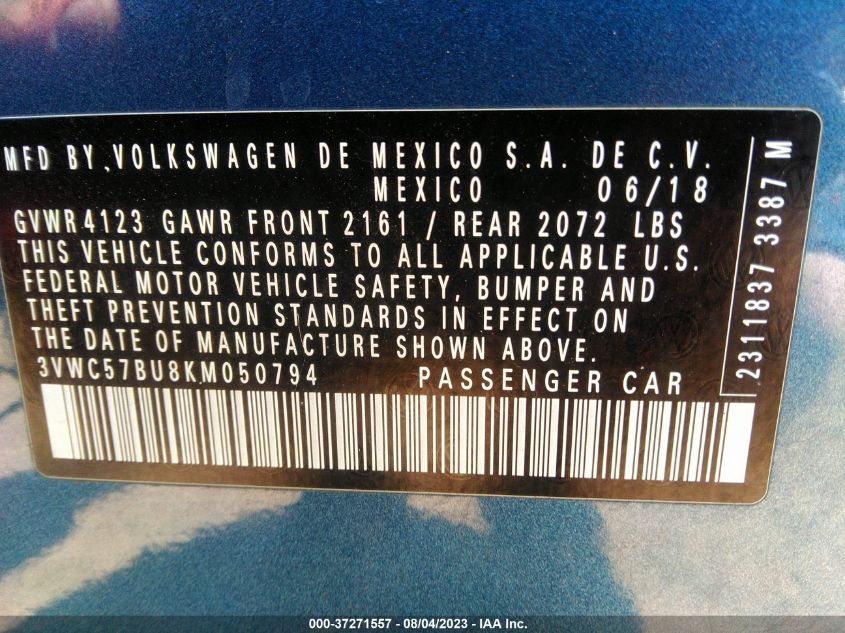 MFD BY.VOLKSWAGEN DE MEXICO S.A. DE C.V.
MEXICO 06/18
GVWR 4123 GAWR FRONT 2161 / REAR 2072 LBS
THIS VEHICLE CONFORMS TO ALL APPLICABLE U.S.
FEDERAL MOTOR VEHICLE SAFETY, BUMPER AND
THEFT PREVENTION STANDARDS IN EFFECT ON
THE DATE OF MANUFACTURE SHOWN ABOVE.
3VWC57BU8KM050794 PASSENGER CAR
2311837 3387 M
000-37271557 - 08/04/2023 - IAA Inc.